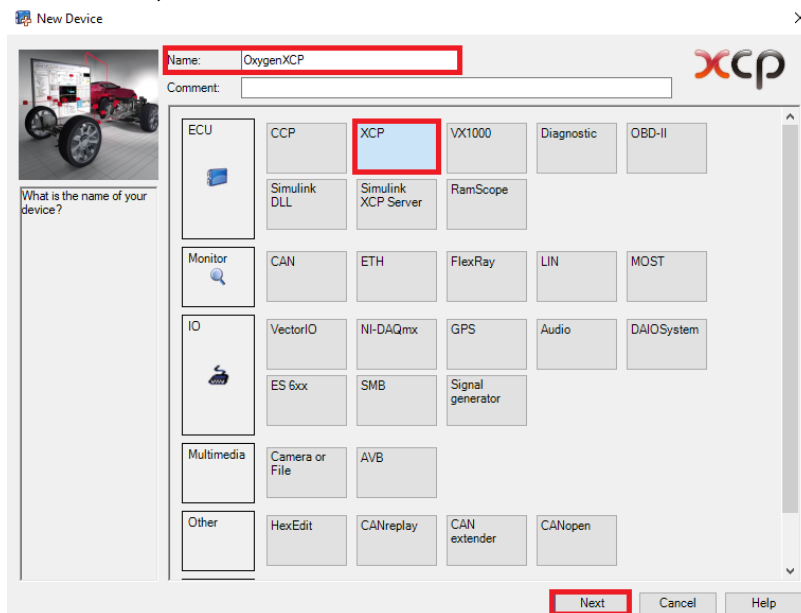 New Device
Name: OxygenXCP
xcp
Comment:
What is the name of your
device?
ECU
CCP
XCP
VX1000
Diagnostic
OBD-II
Simulink
DLL
Simulink
XCP Server
RamScope
Monitor
CAN
ETH
FlexRay
LIN
MOST
IO
VectorIO
NI-DAQmx
GPS
Audio
DAIOSystem
ES 6xx
SMB
Signal
generator
Multimedia
Camera or
File
AVB
Other
HexEdit
CANreplay
CAN
extender
CANopen
Next
Cancel
Help